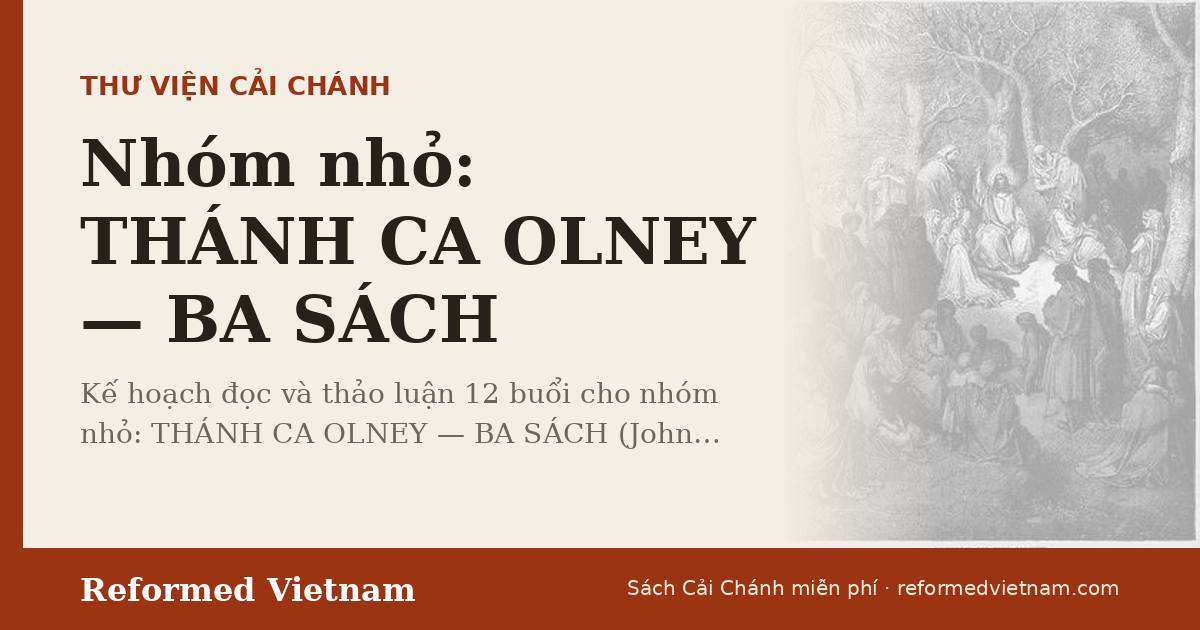 THƯ VIỆN CẢI CHÁNH
Nhóm nhỏ:
THÁNH CA OLNEY
— BA SÁCH
Kế hoạch đọc và thảo luận 12 buổi cho nhóm
nhỏ: THÁNH CA OLNEY — BA SÁCH (John...
Reformed Vietnam
Sách Cải Chánh miễn phí · reformedvietnam.com